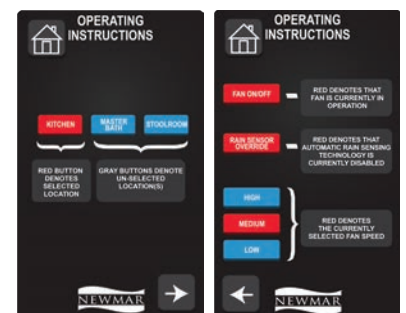 OPERATING
INSTRUCTIONS
KITCHEN
MASTER
BATH
STOOLROOM
RED BUTTON
DENOTES
SELECTED
LOCATION
GRAY BUTTONS DENOTE
UN-SELECTED
LOCATION(S)
NEWMAR
OPERATING
INSTRUCTIONS
FAN ON/OFF
RED DENOTES THAT
FAN IS CURRENTLY IN
OPERATION
RAIN SENSOR
OVERRIDE
RED DENOTES THAT
AUTOMATIC RAIN SENSING
TECHNOLOGY IS
CURRENTLY DISABLED
HIGH
MEDIUM
LOW
RED DENOTES
THE CURRENTLY
SELECTED FAN SPEED
NEWMAR